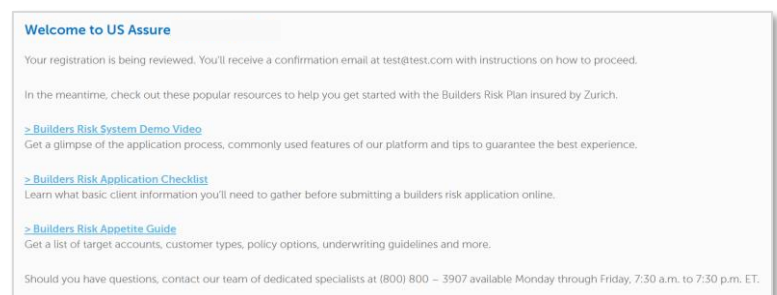 Welcome to US Assure
Your registration is being reviewed. You'll receive a confirmation email at test@test.com with instructions on how to proceed.
In the meantime, check out these popular resources to help you get started with the Builders Risk Plan insured by Zurich.
> Builders Risk System Demo Video
Get a glimpse of the application process, commonly used features of our platform and tips to guarantee the best experience.
> Builders Risk Application Checklist
Learn what basic client information you'll need to gather before submitting a builders risk application online.
> Builders Risk Appetite Guide
Get a list of target accounts, customer types, policy options, underwriting guidelines and more.
Should you have questions, contact our team of dedicated specialists at (800) 800 – 3907 available Monday through Friday, 7:30 a.m. to 7:30 p.m. ET.